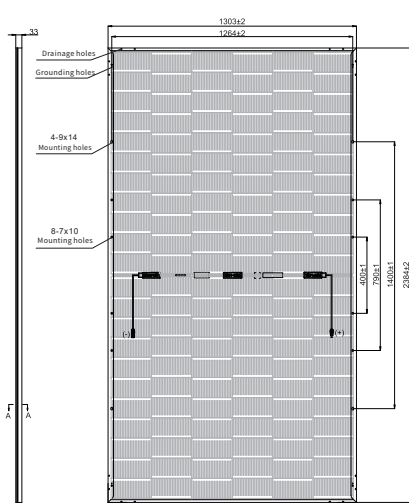 1303±2
33
1264±2
Drainage holes
Grounding holes
4-9x14
Mounting holes
8-7x10
Mounting holes
400±1
790±1
1400±1
2384±2
(-)
(+)
A
A